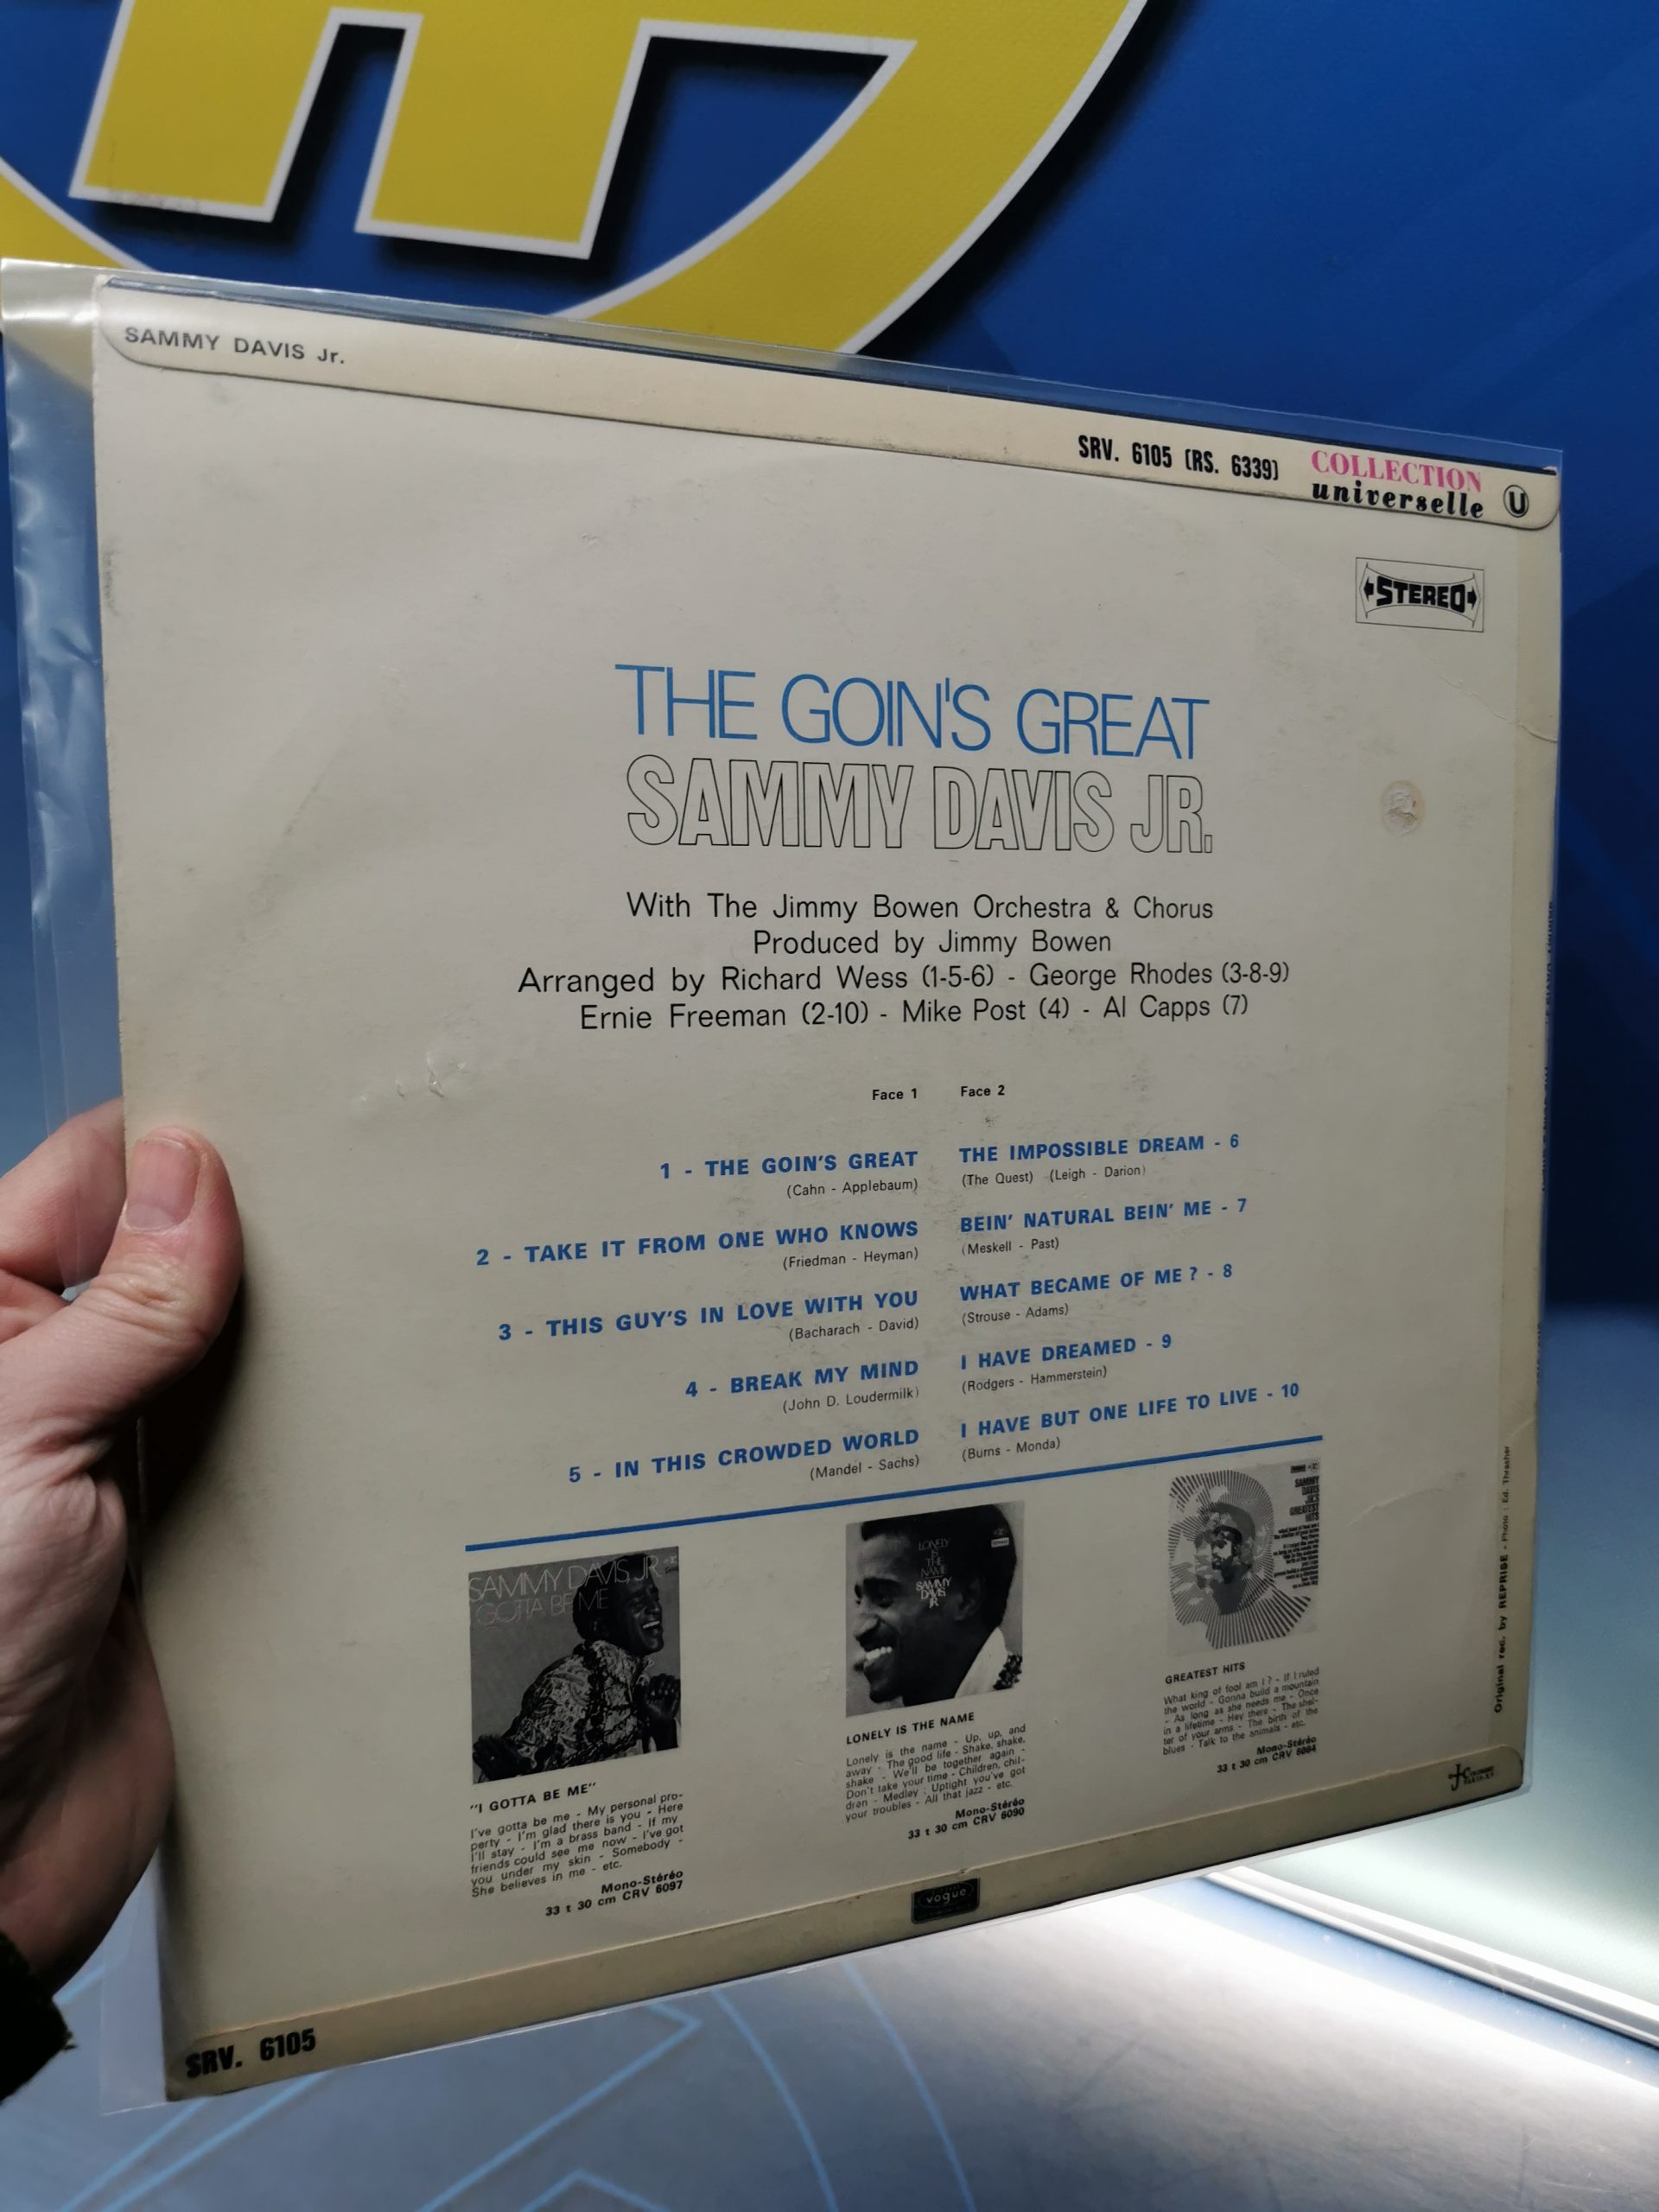 SAMMY DAVIS Jr.
SRV. 6105 (RS. 6339)
COLLECTION
universelle U
STEREO
THE GOIN'S GREAT
SAMMY DAVIS JR.
With The Jimmy Bowen Orchestra & Chorus
Produced by Jimmy Bowen
Arranged by Richard Wess (1-5-6) - George Rhodes (3-8-9)
Ernie Freeman (2-10) - Mike Post (4) - Al Capps (7)
Face 1
1 - THE GOIN'S GREAT
(Cahn - Applebaum)
2 - TAKE IT FROM ONE WHO KNOWS
(Friedman - Heyman)
3 - THIS GUY'S IN LOVE WITH YOU
(Bacharach - David)
4 - BREAK MY MIND
(John D. Loudermilk)
5 - IN THIS CROWDED WORLD
(Mandel - Sachs)
Face 2
THE IMPOSSIBLE DREAM - 6
(The Quest) (Leigh - Darion)
BEIN' NATURAL BEIN' ME - 7
(Meskell - Past)
WHAT BECAME OF ME ? - 8
(Strouse - Adams)
I HAVE DREAMED - 9
(Rodgers - Hammerstein)
I HAVE BUT ONE LIFE TO LIVE - 10
(Burns - Monda)
SAMMY DAVIS, JR.
GOTTA BE ME
"I GOTTA BE ME"
I've gotta be me - My personal pro-
perty - I'm glad there is you - Here
I'll stay - I'm a brass band - If my
friends could see me now - I've got
you under my skin - Somebody -
She believes in me - etc.
Mono-Stéréo
33 t 30 cm CRV 6097
LONELY
IS
THE
NAME
SAMMY
DAVIS
JR
LONELY IS THE NAME
Lonely is the name - Up, up, and
away - The good life - Shake, shake,
shake - We'll be together again -
Don't take your time - Children, chil-
dren - Medley : Uptight you've got
your troubles - All that jazz - etc.
Mono-Stéréo
33 t 30 cm CRV 6090
SAMMY
DAVIS
JR.'S
GREATEST
HITS
GREATEST HITS
What king of fool am I ? - If I ruled
the world - Gonna build a mountain
- As long as she needs me - Once
in a lifetime - Hey there - The shel-
ter of your arms - The birth of the
blues - Talk to the animals - etc.
Mono-Stéréo
33 t 30 cm CRV 6084
Original rec. by REPRISE - Photo : Ed. Thrasher
vogue
SRV. 6105